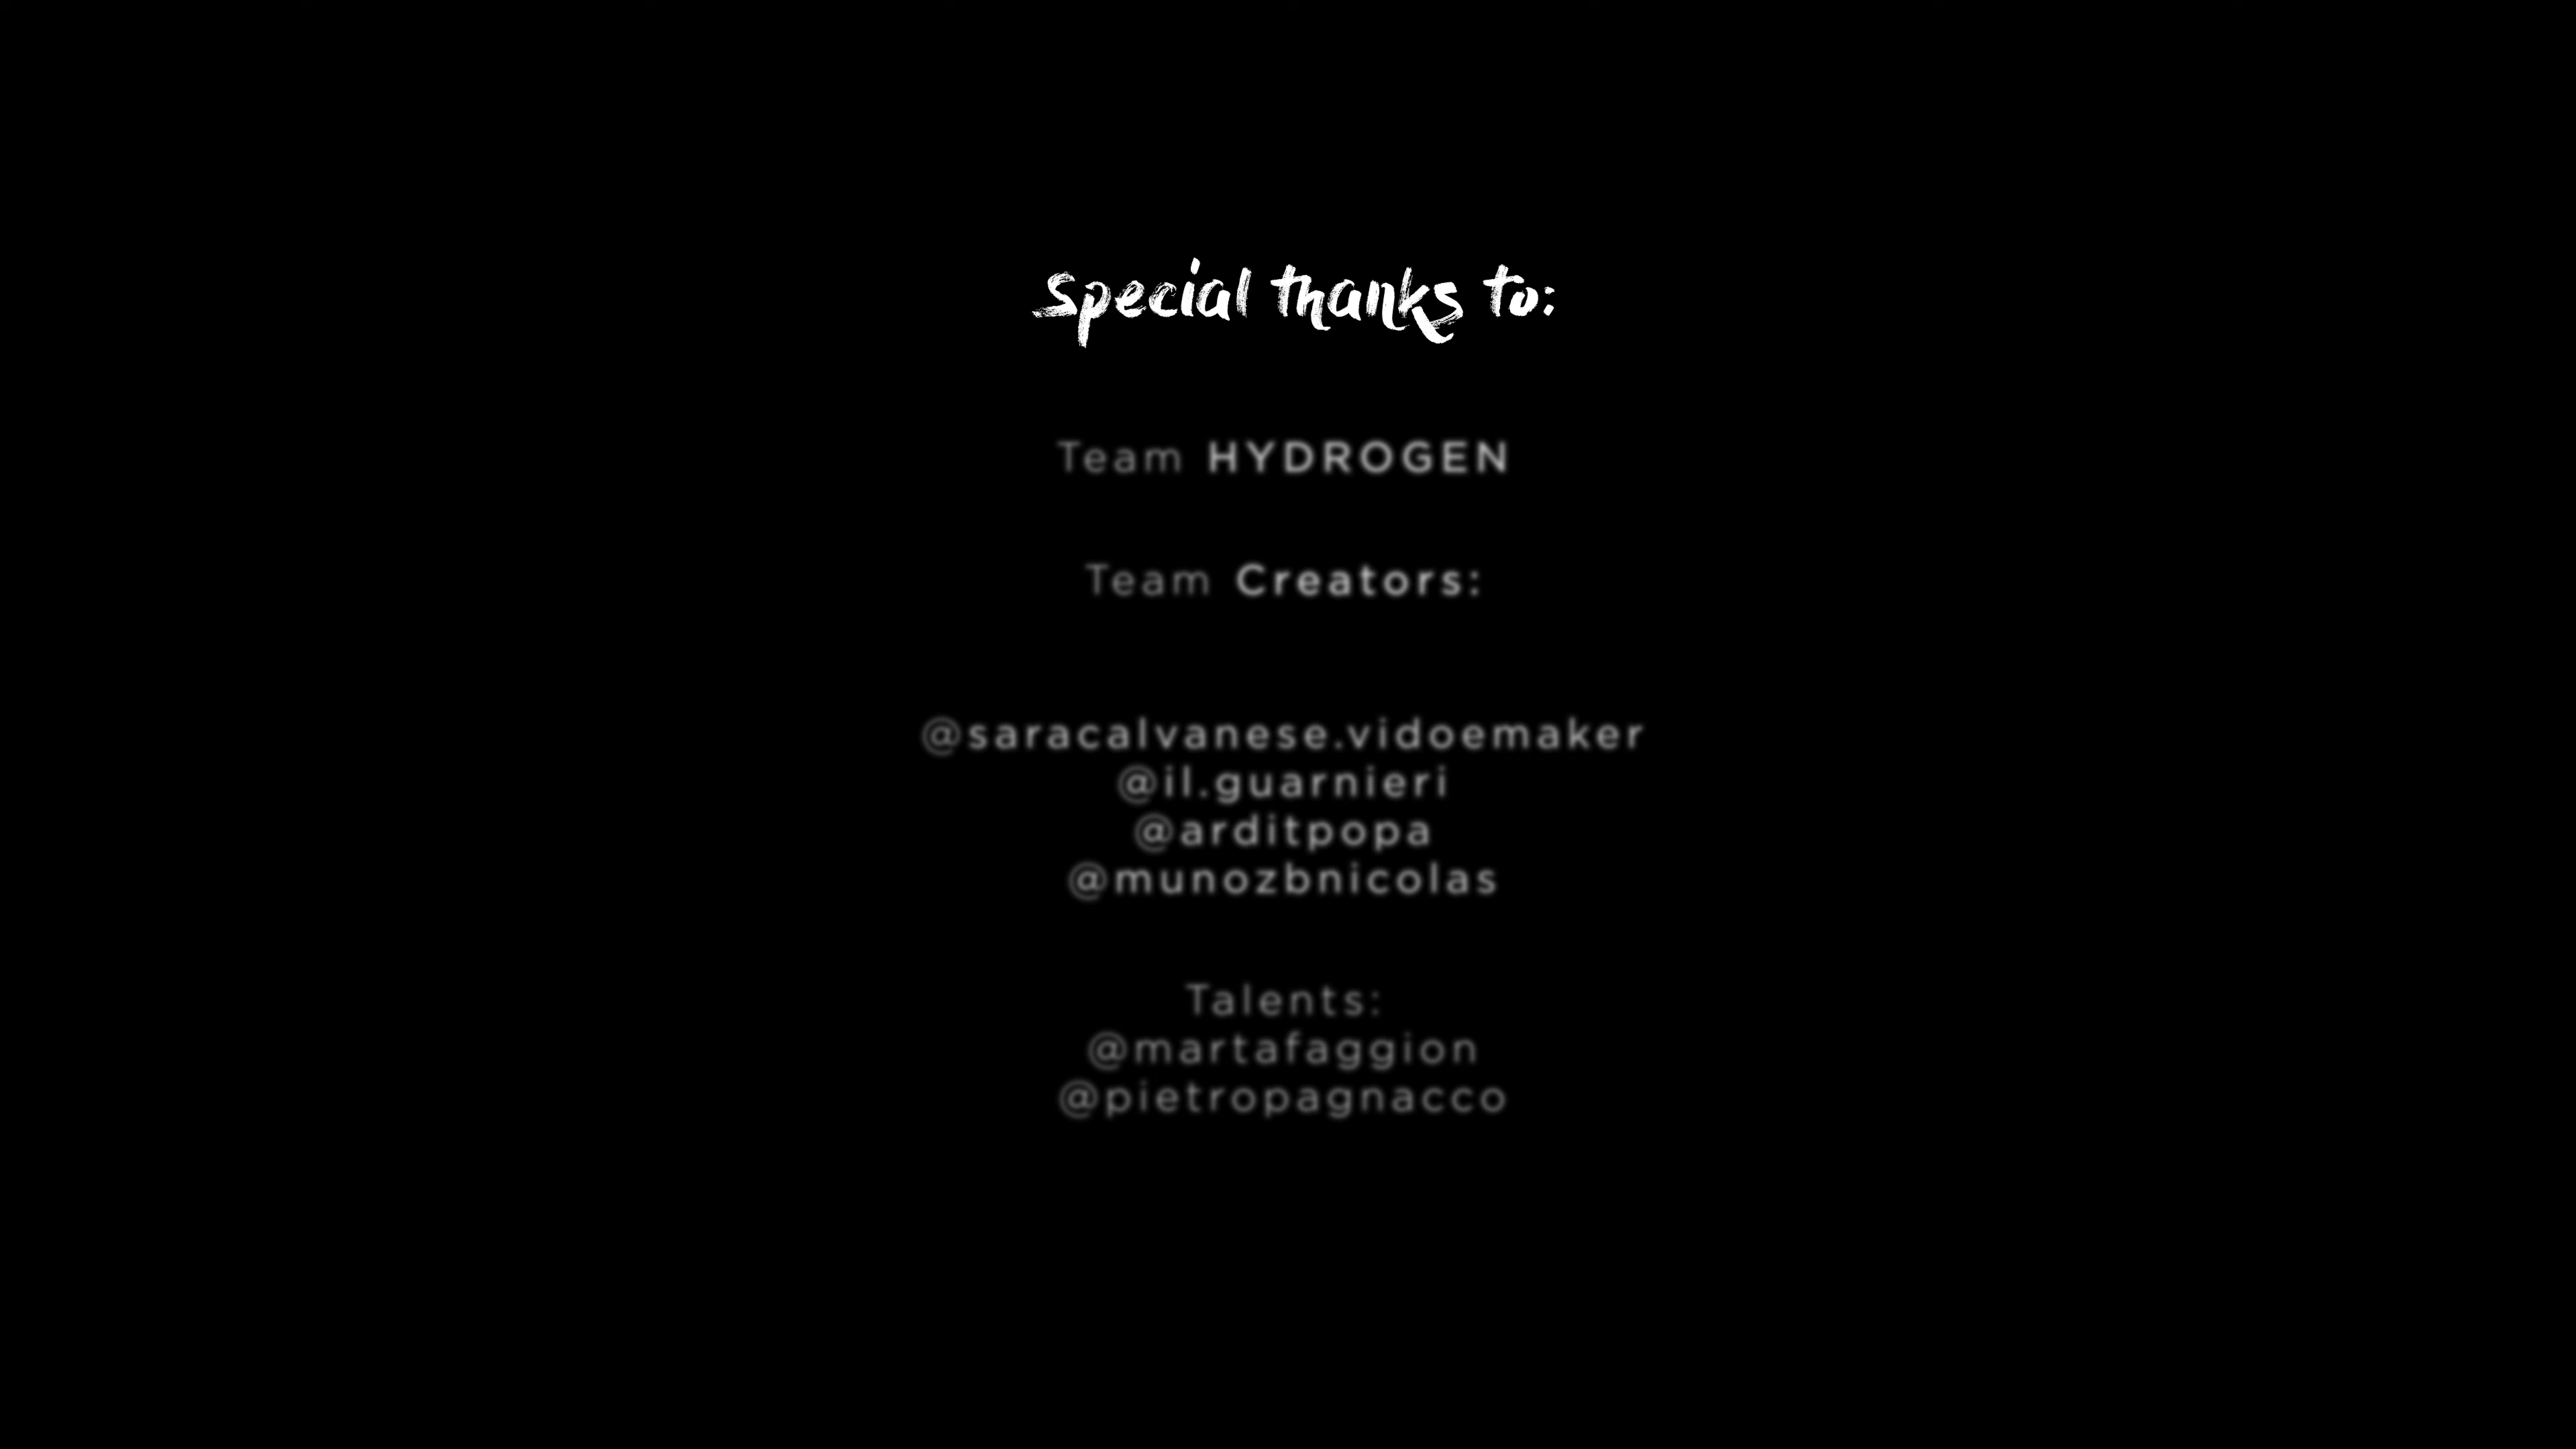 Special thanks to:
Team HYDROGEN
Team Creators:
@saracalvanese.vidoemaker
@il.guarnieri
@arditpopa
@munozbnicolas
Talents:
@martafaggion
@pietropagnacco